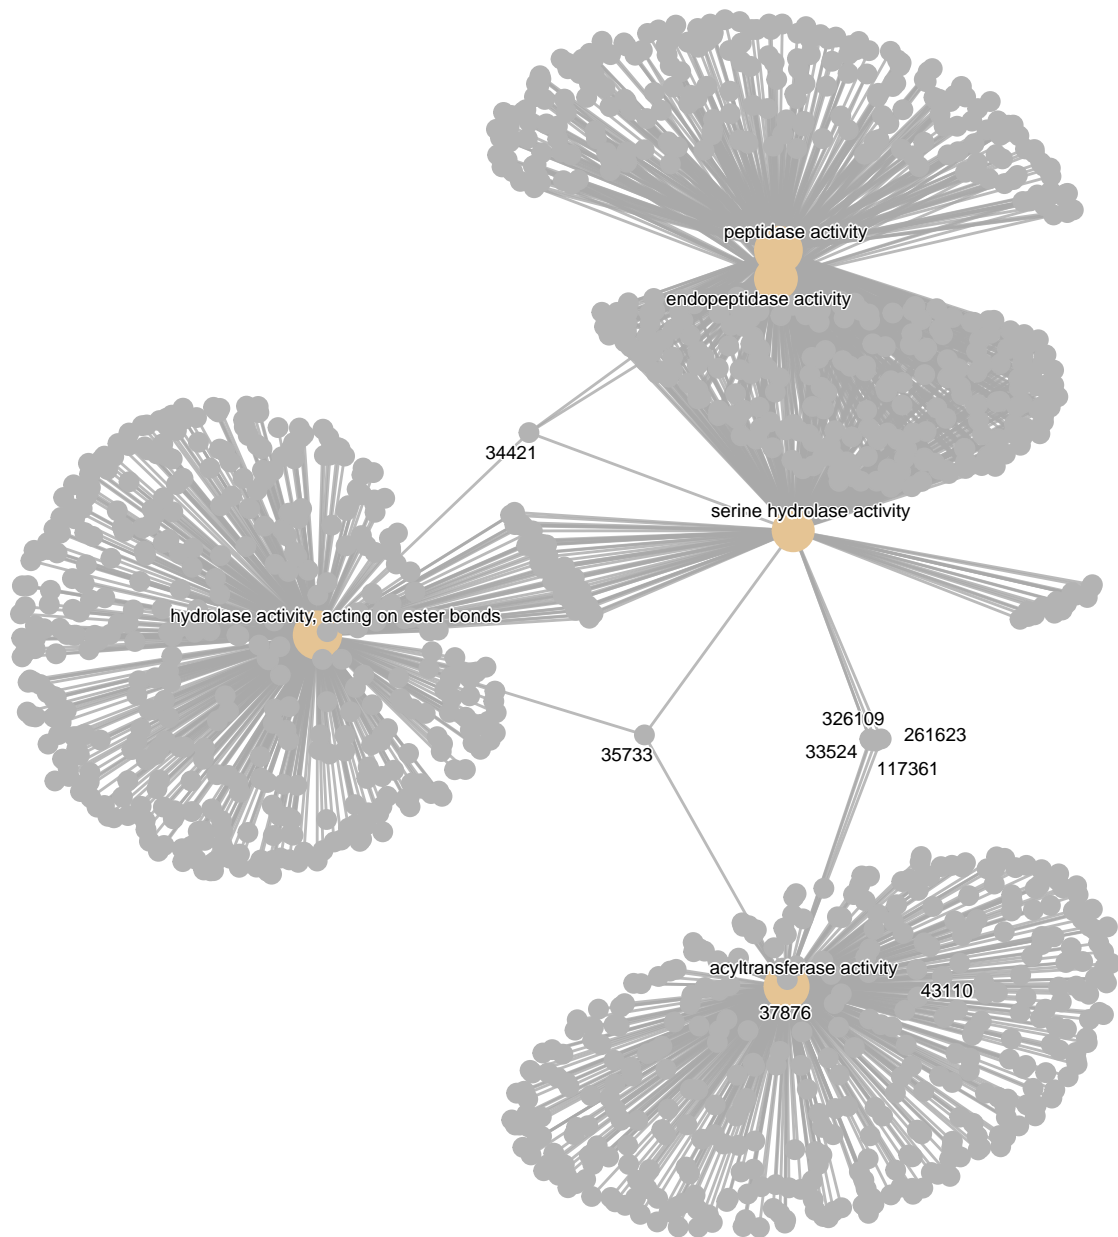 peptidase activity
endopeptidase activity
34421
serine hydrolase activity
hydrolase activity, acting on ester bonds
326109
261623
35733
33524
117361
acyltransferase activity
43110
37876